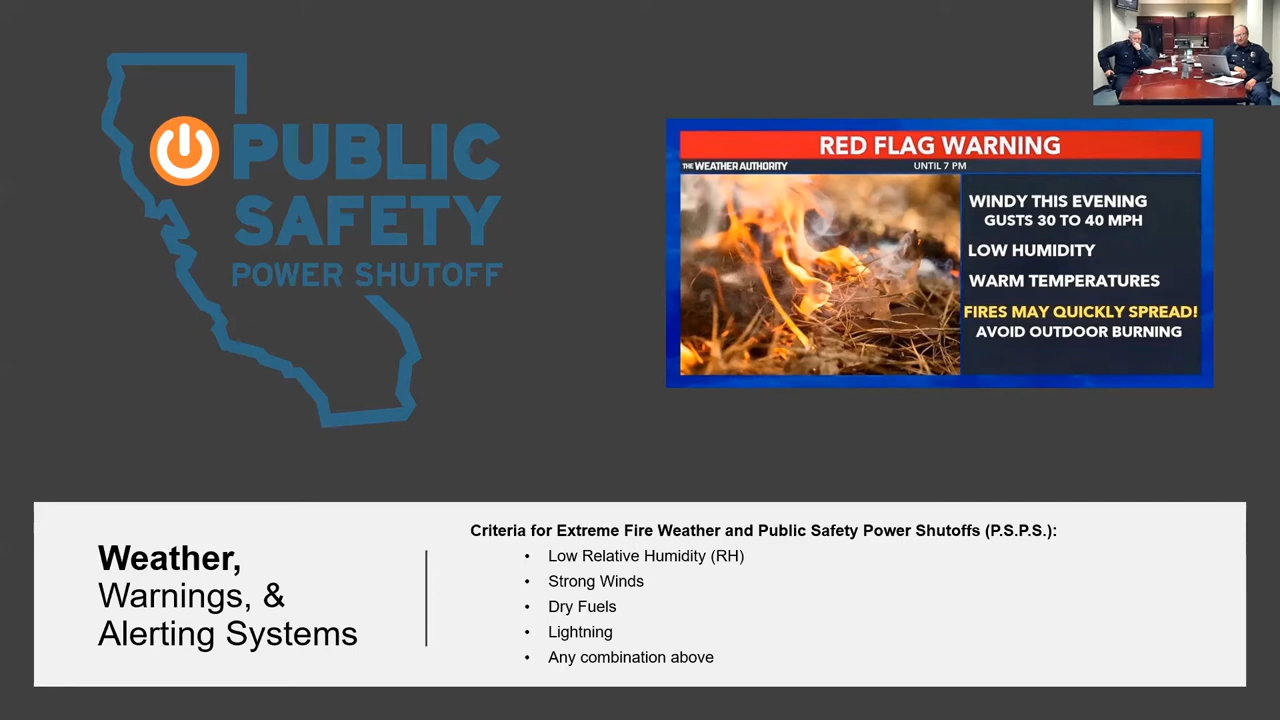 PUBLIC
SAFETY
POWER SHUTOFF
RED FLAG WARNING
THE WEATHER AUTHORITY
UNTIL 7 PM
WINDY THIS EVENING
GUSTS 30 TO 40 MPH
LOW HUMIDITY
WARM TEMPERATURES
FIRES MAY QUICKLY SPREAD!
AVOID OUTDOOR BURNING
Weather,
Warnings, &
Alerting Systems
Criteria for Extreme Fire Weather and Public Safety Power Shutoffs (P.S.P.S.):
• Low Relative Humidity (RH)
• Strong Winds
• Dry Fuels
• Lightning
• Any combination above